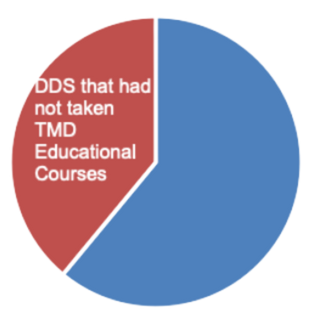 DDS that had
not taken
TMD
Educational
Courses